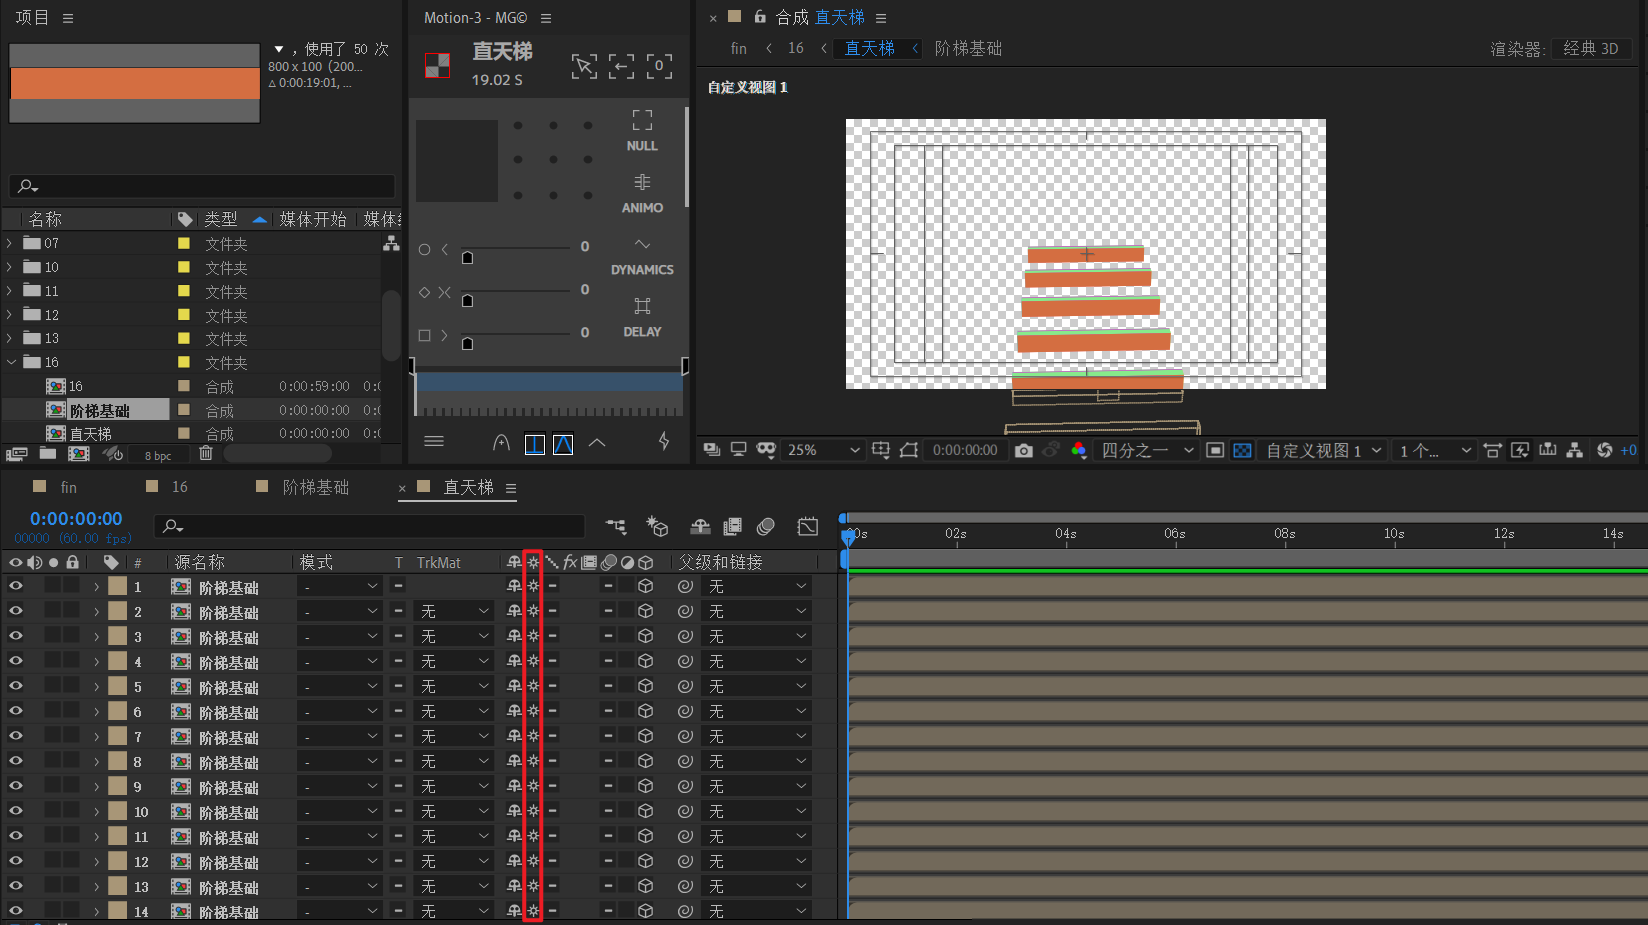 项目
，使用了 50 次
800 x 100 (200...
△ 0:00:19:01, ...
名称 类型 媒体开始
07 文件夹
10 文件夹
11 文件夹
12 文件夹
13 文件夹
16 文件夹
16 合成 0:00:59:00
阶梯基础 合成 0:00:00:00
直天梯 合成 0:00:00:00
8 bpc
Motion-3 - MG©
直天梯
19.02 S
NULL
ANIMO
0
DYNAMICS
0
DELAY
0
合成 直天梯
fin 16 直天梯 阶梯基础
渲染器: 经典 3D
自定义视图 1
25% 0:00:00:00 四分之一 自定义视图 1 1 个... +0
fin 16 阶梯基础 直天梯
0:00:00:00
00000 (60.00 fps)
00s 02s 04s 06s 08s 10s 12s 14s
# 源名称 模式 T TrkMat fx 父级和链接
1 阶梯基础 - 无
2 阶梯基础 - 无 无
3 阶梯基础 - 无 无
4 阶梯基础 - 无 无
5 阶梯基础 - 无 无
6 阶梯基础 - 无 无
7 阶梯基础 - 无 无
8 阶梯基础 - 无 无
9 阶梯基础 - 无 无
10 阶梯基础 - 无 无
11 阶梯基础 - 无 无
12 阶梯基础 - 无 无
13 阶梯基础 - 无 无
14 阶梯基础 - 无 无